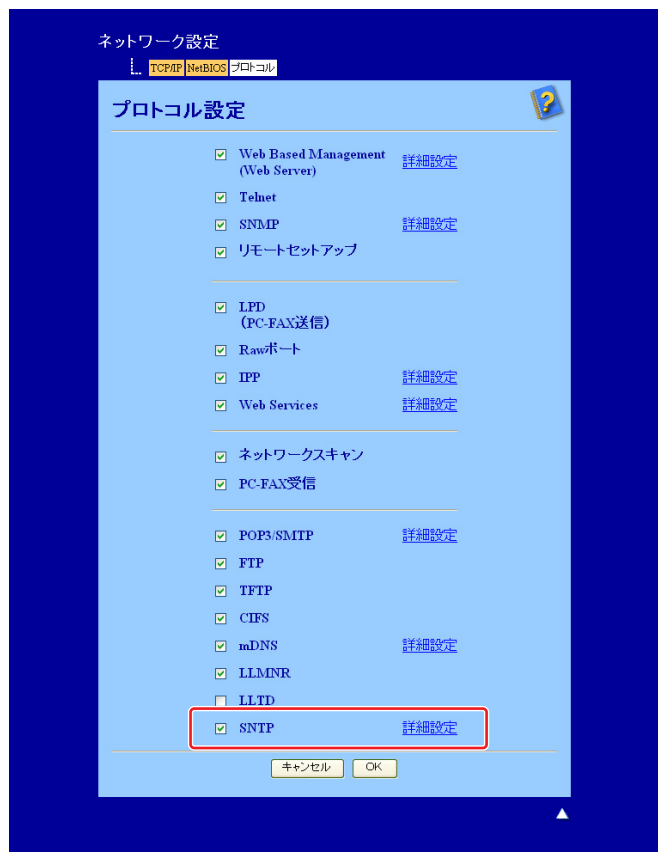 ネットワーク設定
TCP/IP NetBIOS プロトコル
プロトコル設定
?
Web Based Management 詳細設定
(Web Server)
Telnet
SNMP 詳細設定
リモートセットアップ
LPD
(PC-FAX送信)
Rawポート
IPP 詳細設定
Web Services 詳細設定
ネットワークスキャン
PC-FAX受信
POP3/SMTP 詳細設定
FTP
TFTP
CIFS
mDNS 詳細設定
LLMNR
LLTD
SNTP 詳細設定
キャンセル OK